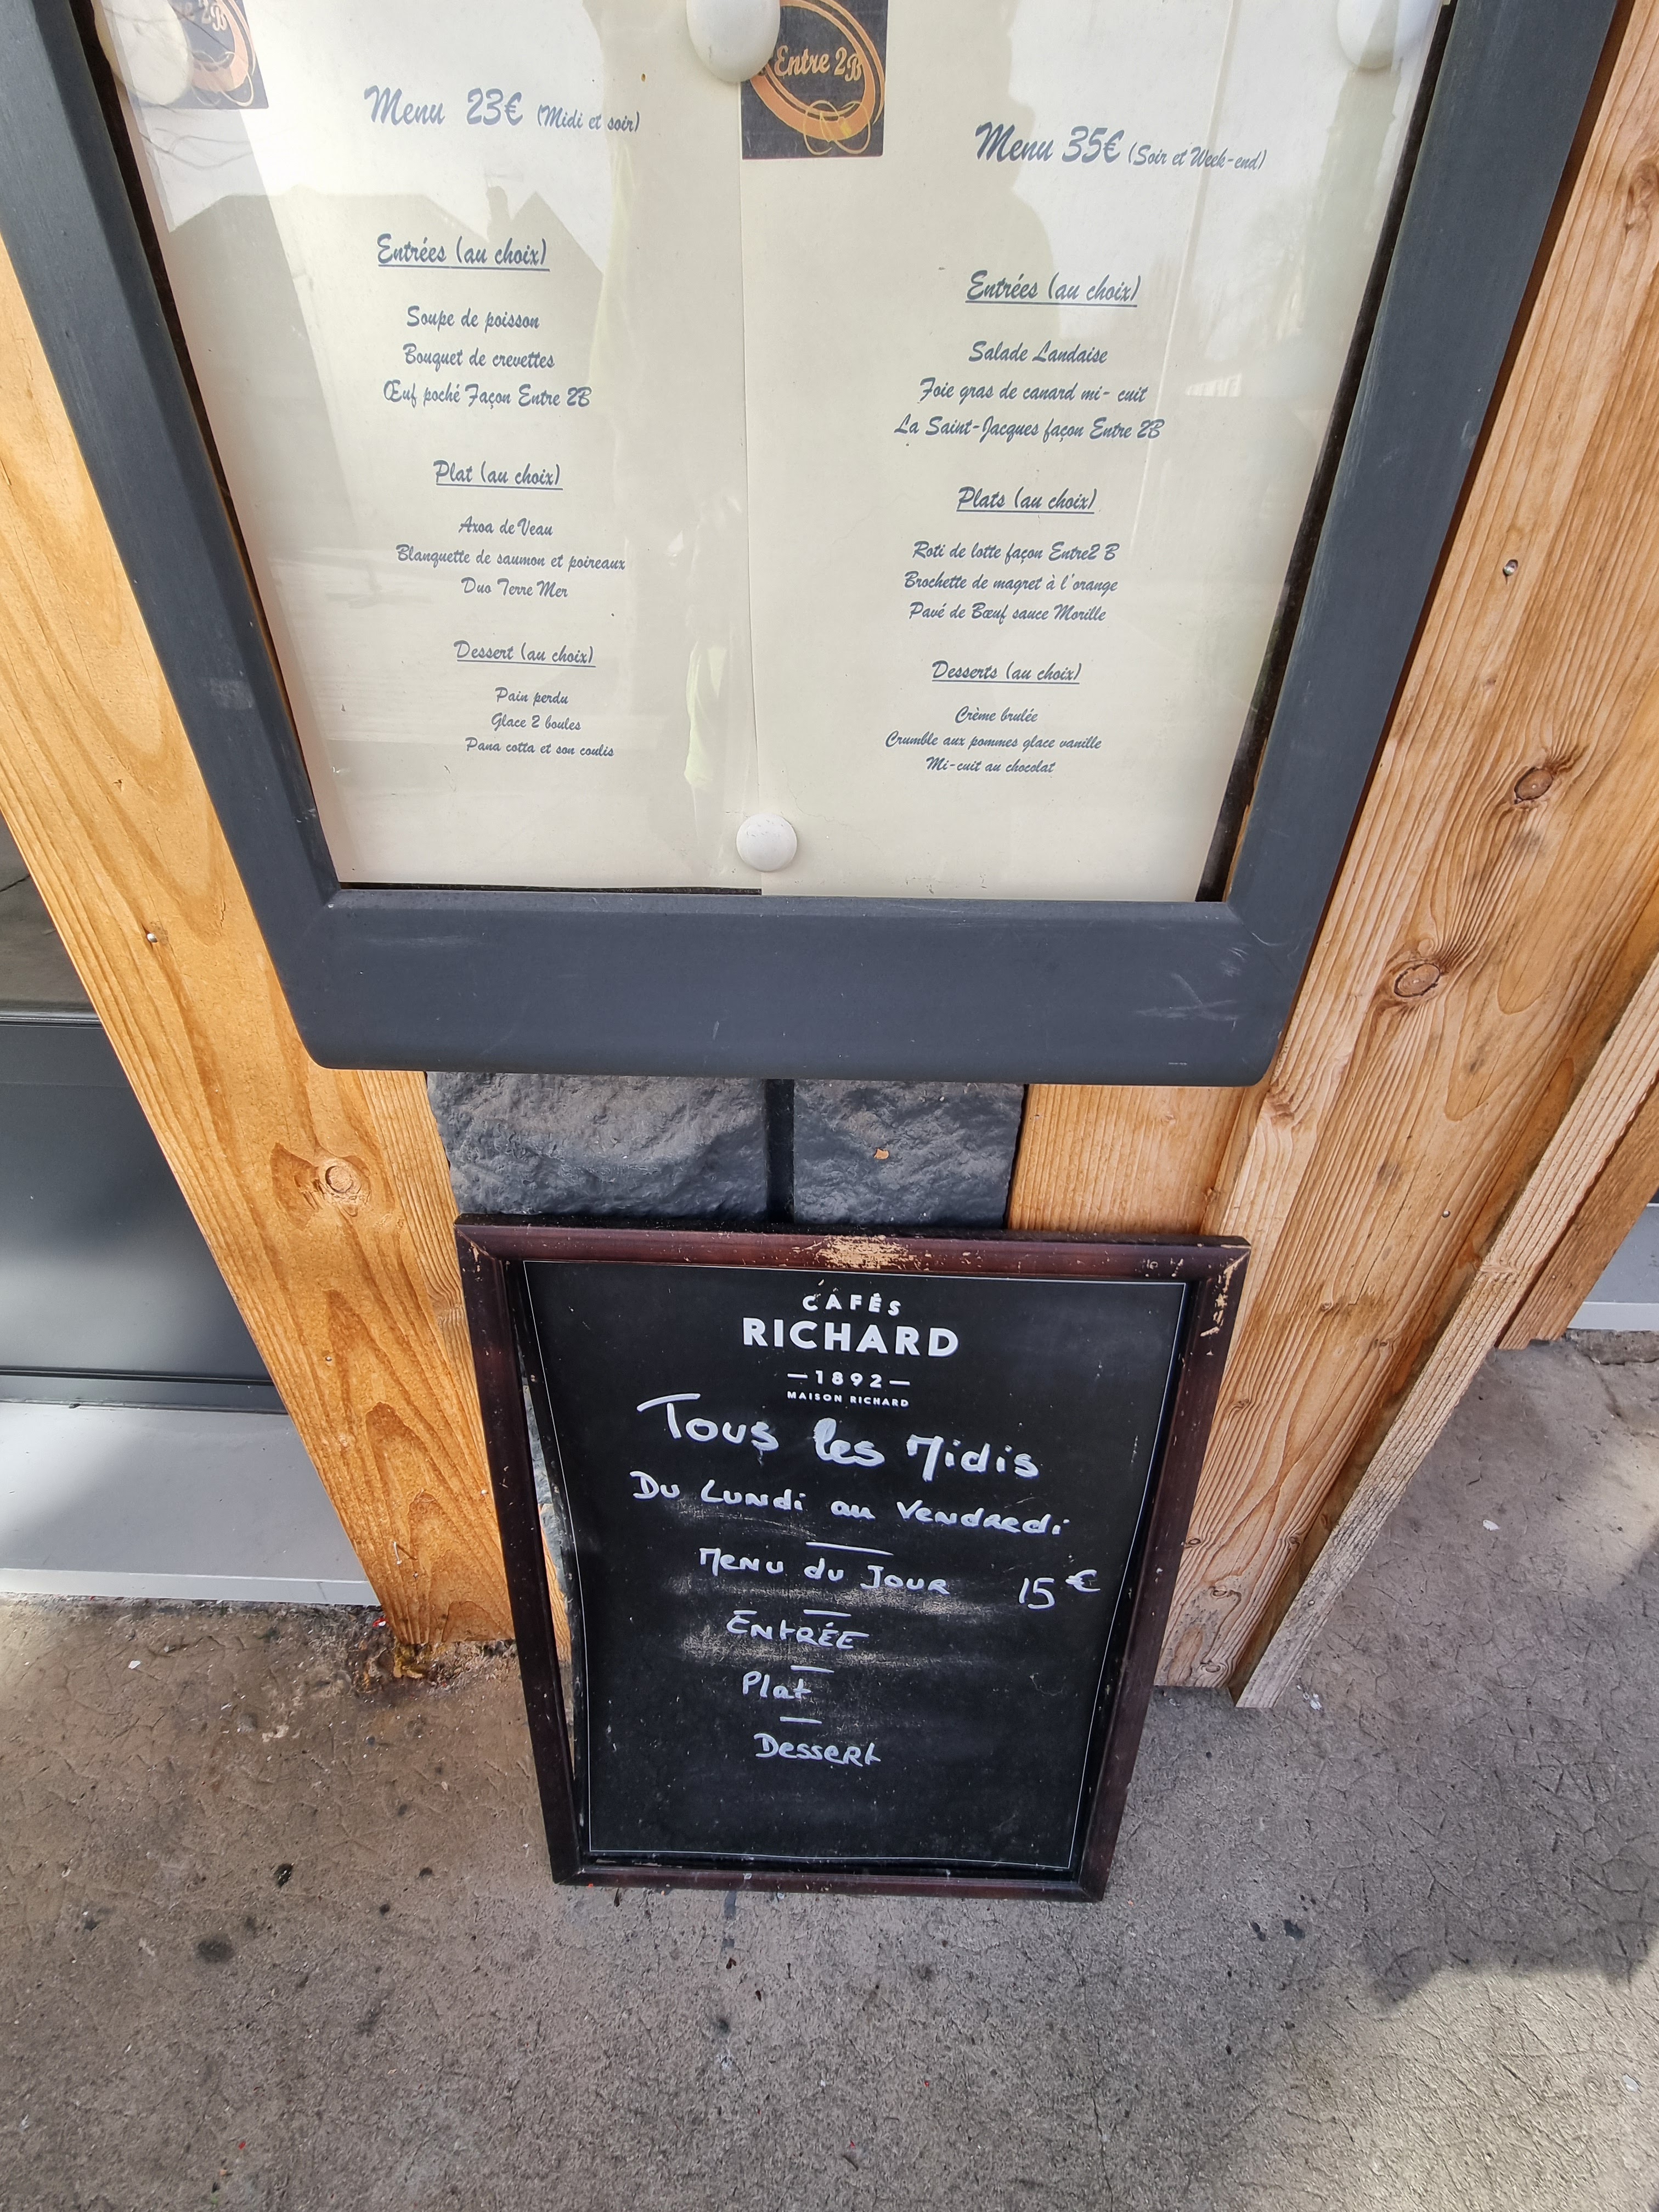 2B
Menu 23€ (Midi et soir)
Entrées (au choix)
Soupe de poisson
Bouquet de crevettes
Œuf poché Façon Entre 2B
Plat (au choix)
Axoa de Veau
Blanquette de saumon et poireaux
Duo Terre Mer
Dessert (au choix)
Pain perdu
Glace 2 boules
Pana cotta et son coulis
Entre 2B
Menu 35€ (Soir et Week-end)
Entrées (au choix)
Salade Landaise
Foie gras de canard mi- cuit
La Saint-Jacques façon Entre 2B
Plats (au choix)
Roti de lotte façon Entre2 B
Brochette de magret à l'orange
Pavé de Bœuf sauce Morille
Desserts (au choix)
Crème brulée
Crumble aux pommes glace vanille
Mi-cuit au chocolat
CAFÉS
RICHARD
—1892—
MAISON RICHARD
Tous les Midis
Du Lundi au Vendredi
Menu du Jour 15€
ENTRÉE
Plat
Dessert